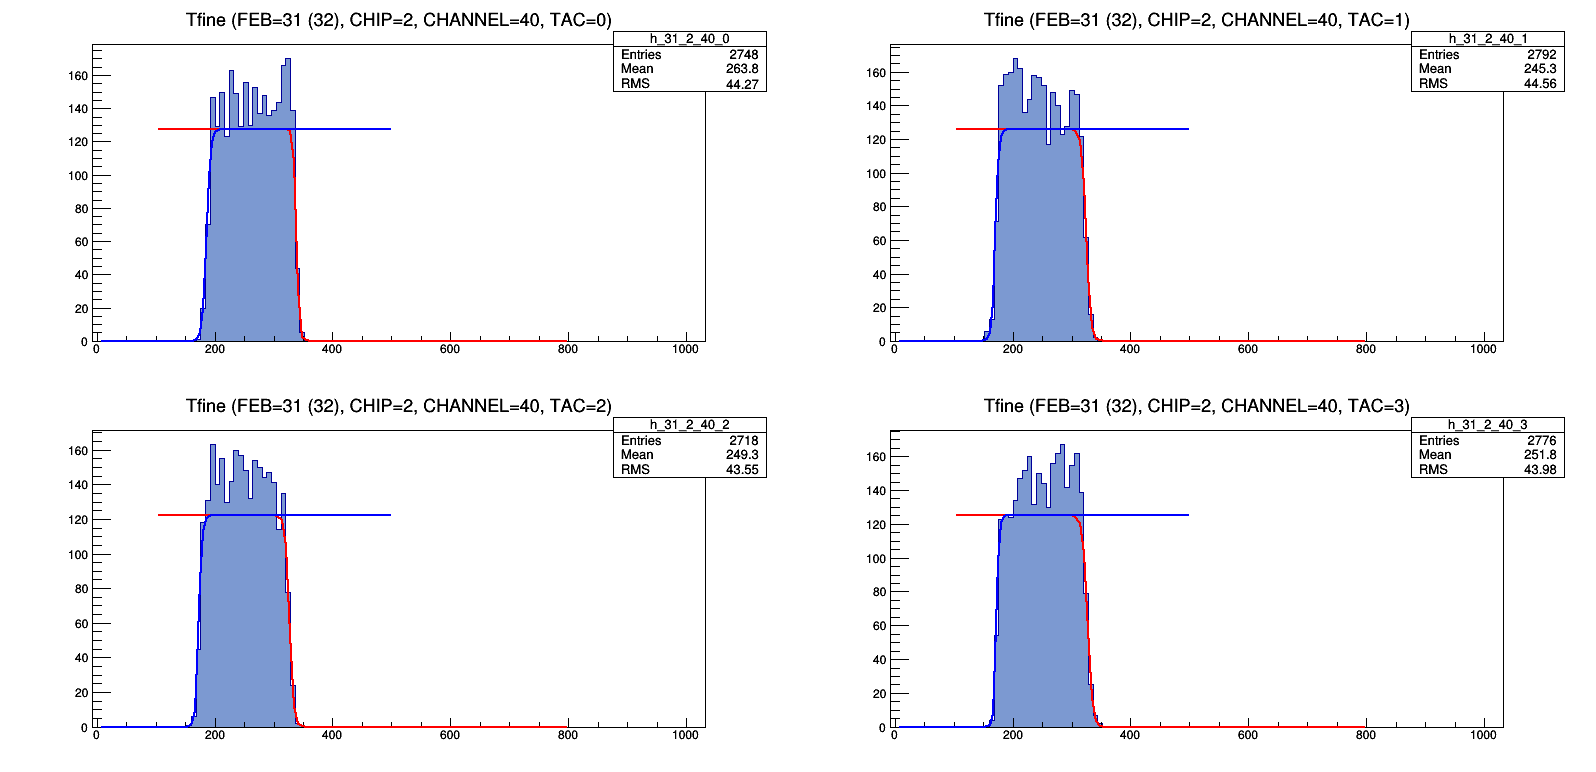 Tfine (FEB=31 (32), CHIP=2, CHANNEL=40, TAC=0)
h_31_2_40_0
Entries 2748
Mean 263.8
RMS 44.27
160
140
120
100
80
60
40
20
0
0 200 400 600 800 1000
Tfine (FEB=31 (32), CHIP=2, CHANNEL=40, TAC=1)
h_31_2_40_1
Entries 2792
Mean 245.3
RMS 44.56
160
140
120
100
80
60
40
20
0
0 200 400 600 800 1000
Tfine (FEB=31 (32), CHIP=2, CHANNEL=40, TAC=2)
h_31_2_40_2
Entries 2718
Mean 249.3
RMS 43.55
160
140
120
100
80
60
40
20
0
0 200 400 600 800 1000
Tfine (FEB=31 (32), CHIP=2, CHANNEL=40, TAC=3)
h_31_2_40_3
Entries 2776
Mean 251.8
RMS 43.98
160
140
120
100
80
60
40
20
0
0 200 400 600 800 1000